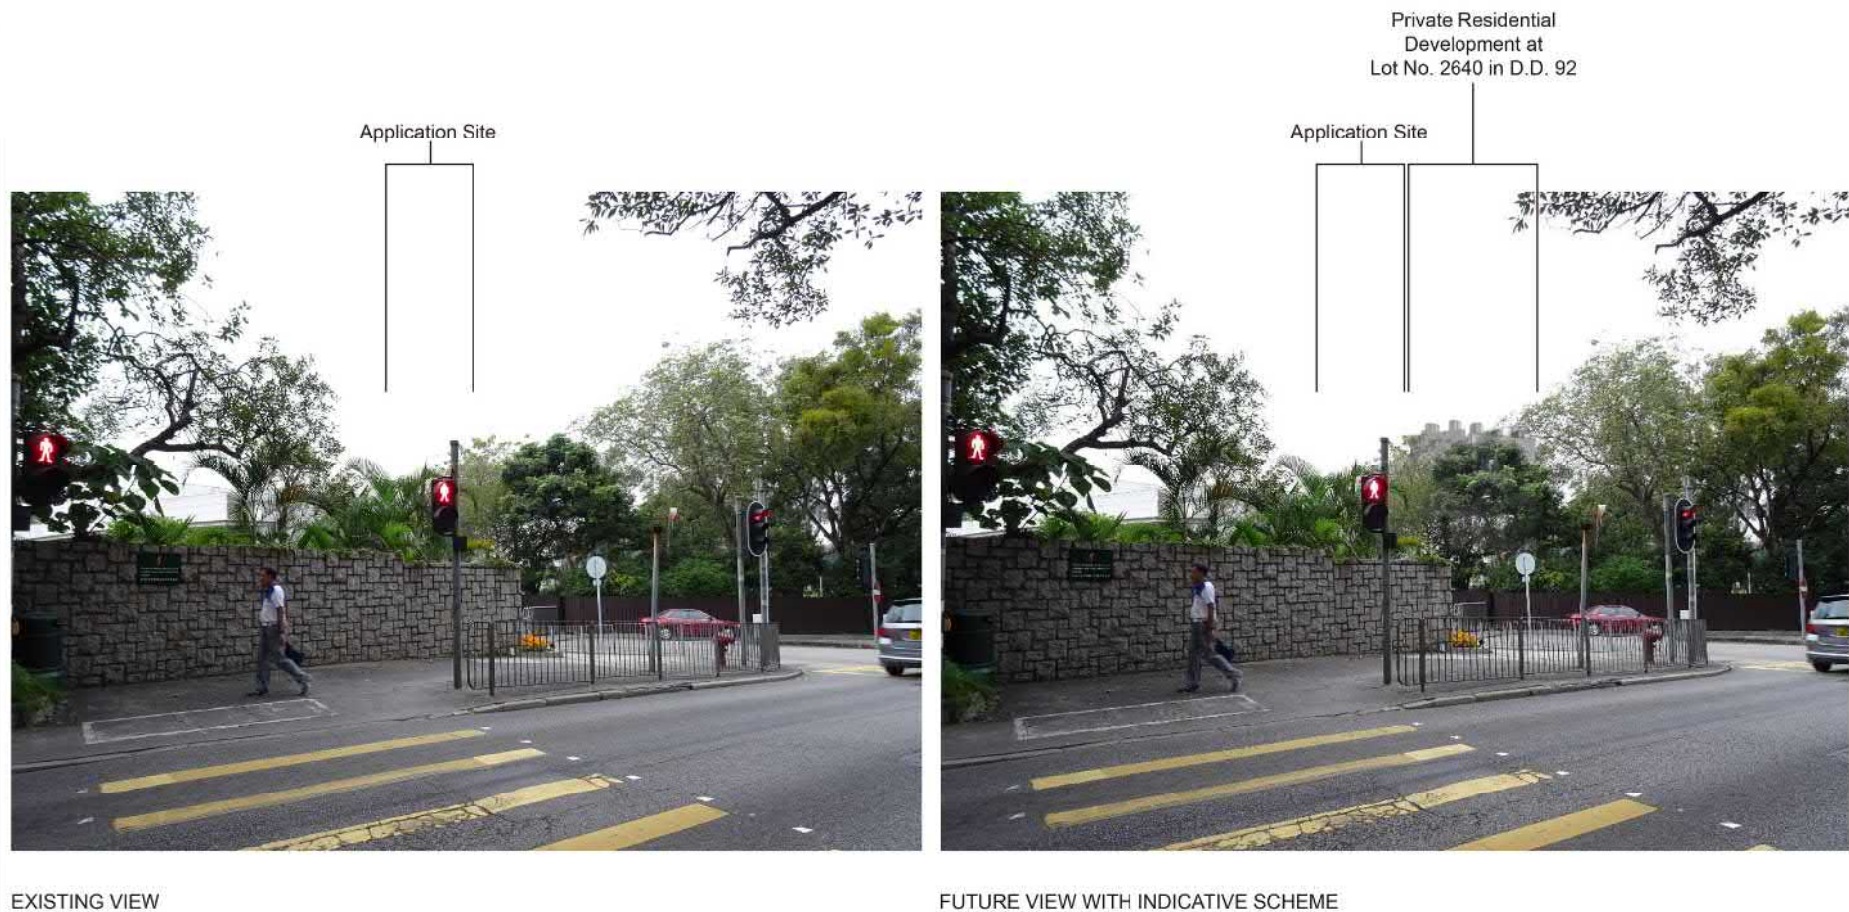 Private Residential
Development at
Lot No. 2640 in D.D. 92
Application Site
Application Site
EXISTING VIEW
FUTURE VIEW WITH INDICATIVE SCHEME